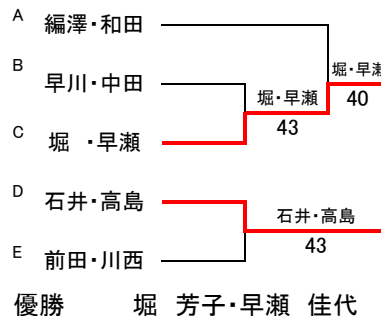 A 編澤・和田
B 早川・中田
C 堀 ・早瀬
堀・早瀬
43
堀・早瀬
40
D 石井・高島
E 前田・川西
石井・高島
43
優勝 堀 芳子・早瀬 佳代